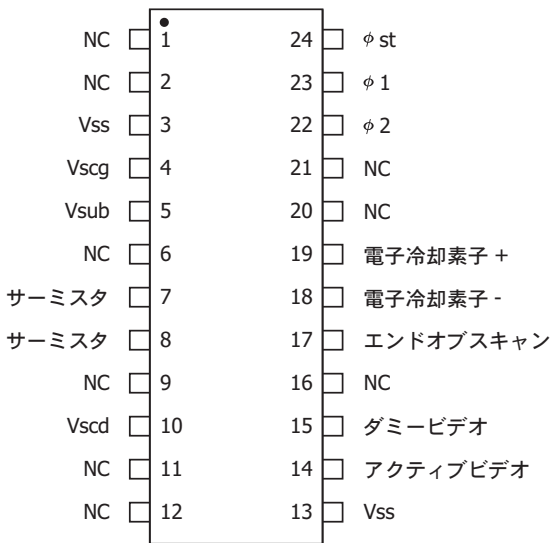 NC 1 24 φ st
NC 2 23 φ 1
Vss 3 22 φ 2
Vscg 4 21 NC
Vsub 5 20 NC
NC 6 19 電子冷却素子 +
サーミスタ 7 18 電子冷却素子 -
サーミスタ 8 17 エンドオブスキャン
NC 9 16 NC
Vscd 10 15 ダミービデオ
NC 11 14 アクティブビデオ
NC 12 13 Vss